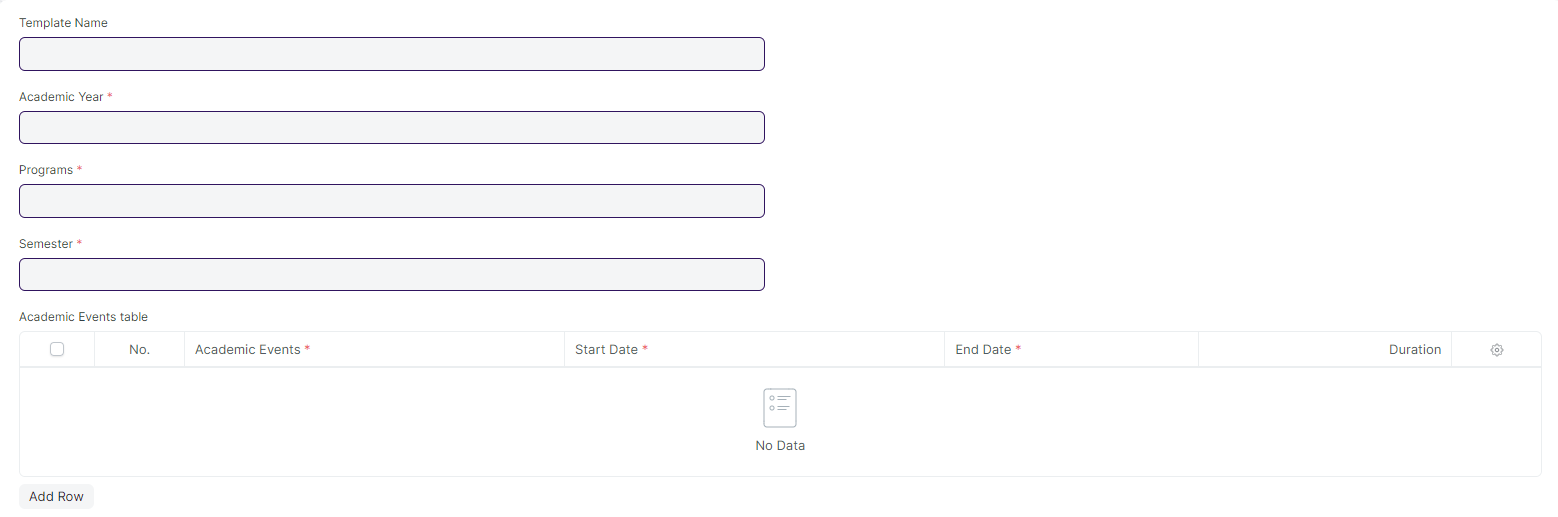 Template Name
Academic Year *
Programs *
Semester *
Academic Events table
No. Academic Events * Start Date * End Date * Duration
No Data
Add Row